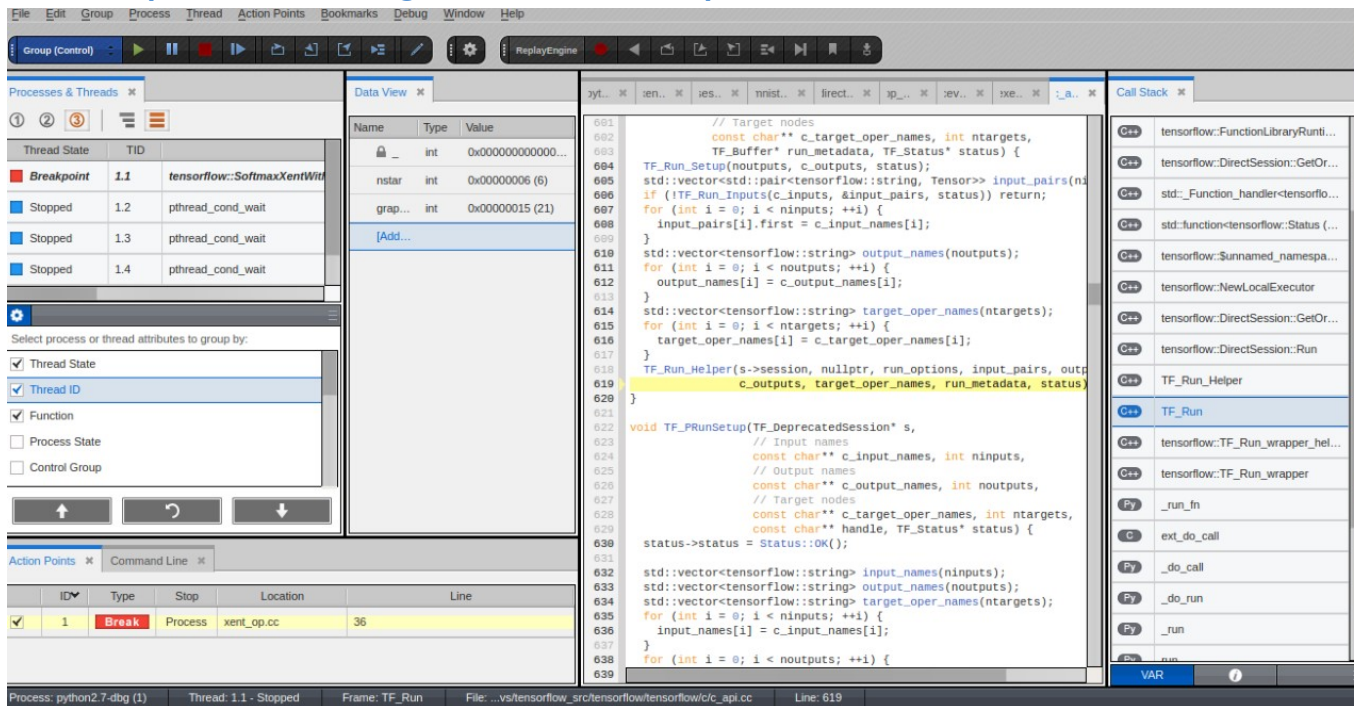 File Edit Group Process Thread Action Points Bookmarks Debug Window Help
Group (Control)
ReplayEngine
Processes & Threads
1 2 3
Thread State TID
Breakpoint 1.1 tensorflow::SoftmaxXentWith
Stopped 1.2 pthread_cond_wait
Stopped 1.3 pthread_cond_wait
Stopped 1.4 pthread_cond_wait
Select process or thread attributes to group by:
Thread State
Thread ID
Function
Process State
Control Group
Data View
Name Type Value
_ int 0x000000000000...
nstar int 0x00000006 (6)
grap... int 0x00000015 (21)
[Add...
Action Points Command Line
ID Type Stop Location Line
1 Break Process xent_op.cc 36
601 // Target nodes
602 const char** c_target_oper_names, int ntargets,
603 TF_Buffer* run_metadata, TF_Status* status) {
604 TF_Run_Setup(noutputs, c_outputs, status);
605 std::vector<std::pair<tensorflow::string, Tensor>> input_pairs(ni
606 if (!TF_Run_Inputs(c_inputs, &input_pairs, status)) return;
607 for (int i = 0; i < ninputs; ++i) {
608 input_pairs[i].first = c_input_names[i];
609 }
610 std::vector<tensorflow::string> output_names(noutputs);
611 for (int i = 0; i < noutputs; ++i) {
612 output_names[i] = c_output_names[i];
613 }
614 std::vector<tensorflow::string> target_oper_names(ntargets);
615 for (int i = 0; i < ntargets; ++i) {
616 target_oper_names[i] = c_target_oper_names[i];
617 }
618 TF_Run_Helper(s->session, nullptr, run_options, input_pairs, outp
619 c_outputs, target_oper_names, run_metadata, status)
620 }
621
622 void TF_PRunSetup(TF_DeprecatedSession* s,
623 // Input names
624 const char** c_input_names, int ninputs,
625 // Output names
626 const char** c_output_names, int noutputs,
627 // Target nodes
628 const char** c_target_oper_names, int ntargets,
629 const char** handle, TF_Status* status) {
630 status->status = Status::OK();
631
632 std::vector<tensorflow::string> input_names(ninputs);
633 std::vector<tensorflow::string> output_names(noutputs);
634 std::vector<tensorflow::string> target_oper_names(ntargets);
635 for (int i = 0; i < ninputs; ++i) {
636 input_names[i] = c_input_names[i];
637 }
638 for (int i = 0; i < noutputs; ++i) {
639
Call Stack
C++ tensorflow::FunctionLibraryRunti...
C++ tensorflow::DirectSession::GetOr...
C++ std::_Function_handler<tensorflo...
C++ std::function<tensorflow::Status (...
C++ tensorflow::$unnamed_namespa...
C++ tensorflow::NewLocalExecutor
C++ tensorflow::DirectSession::GetOr...
C++ tensorflow::DirectSession::Run
C++ TF_Run_Helper
C++ TF_Run
C++ tensorflow::TF_Run_wrapper_hel...
C++ tensorflow::TF_Run_wrapper
Py _run_fn
C ext_do_call
Py _do_call
Py _do_run
Py _run
Py run
VAR
Process: python2.7-dbg (1) Thread: 1.1 - Stopped Frame: TF_Run File: ...vs/tensorflow_src/tensorflow/tensorflow/c/c_api.cc Line: 619